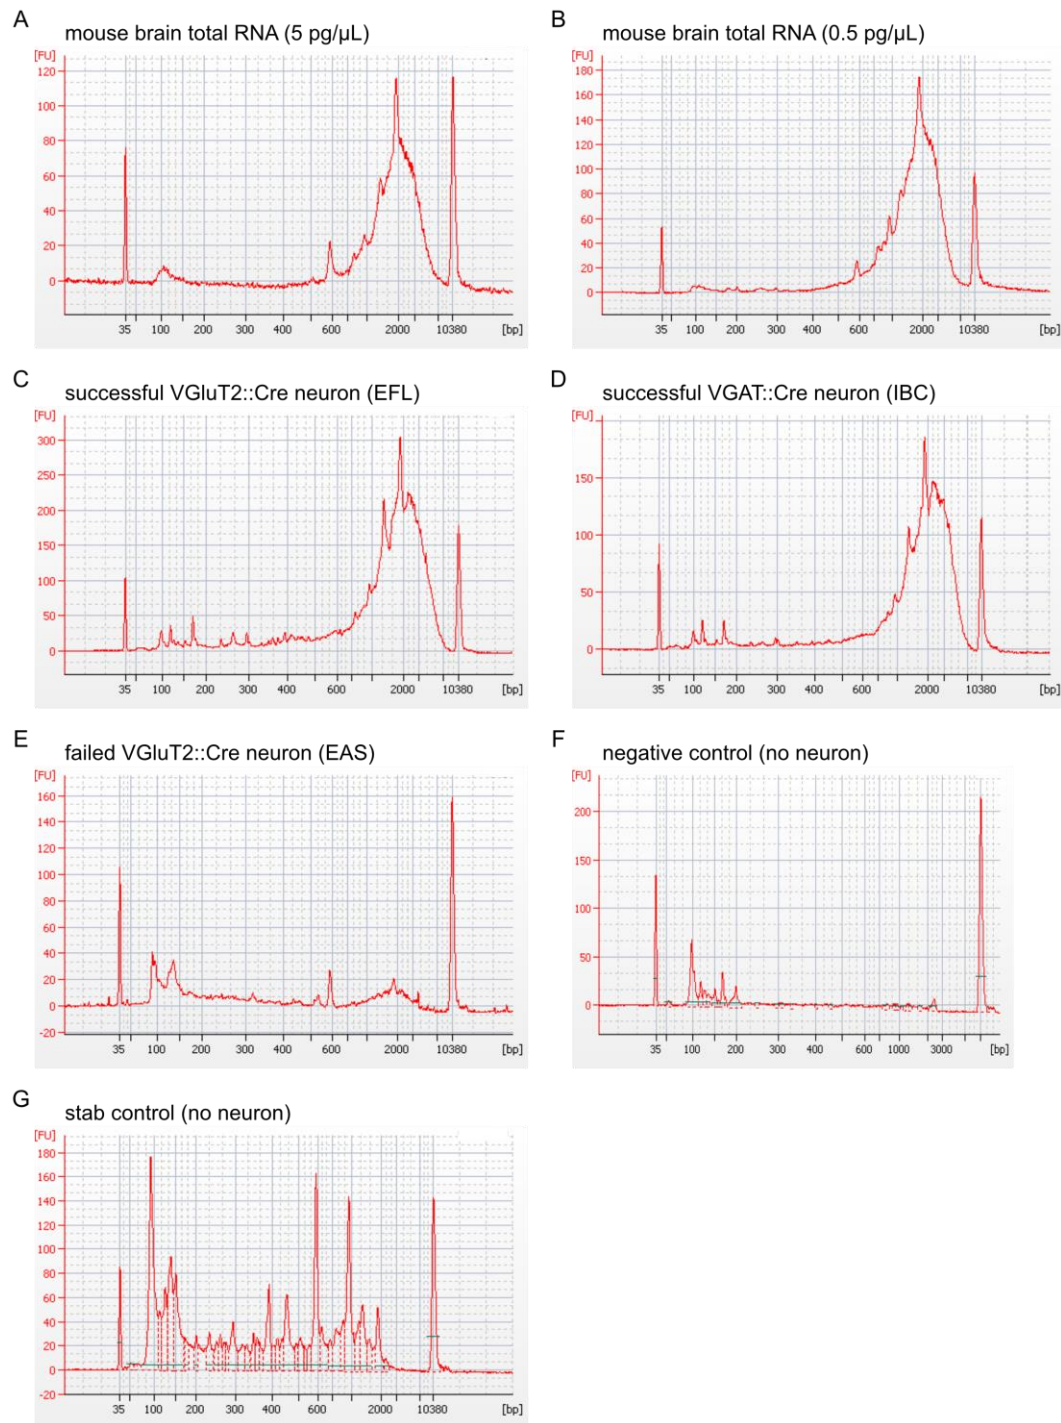 A
mouse brain total RNA (5 pg/µL)
[FU]
120
100
80
60
40
20
0
35 100 200 300 400 600 2000 10380 [bp]
B
mouse brain total RNA (0.5 pg/µL)
[FU]
180
160
140
120
100
80
60
40
20
0
35 100 200 300 400 600 2000 10380 [bp]
C
successful VGluT2::Cre neuron (EFL)
[FU]
300
250
200
150
100
50
0
35 100 200 300 400 600 2000 10380 [bp]
D
successful VGAT::Cre neuron (IBC)
[FU]
150
100
50
0
35 100 200 300 400 600 2000 10380 [bp]
E
failed VGluT2::Cre neuron (EAS)
[FU]
160
140
120
100
80
60
40
20
0
-20
35 100 200 300 400 600 2000 10380 [bp]
F
negative control (no neuron)
[FU]
200
150
100
50
0
35 100 200 300 400 600 1000 3000 [bp]
G
stab control (no neuron)
[FU]
180
160
140
120
100
80
60
40
20
0
-20
35 100 200 300 400 600 2000 10380 [bp]